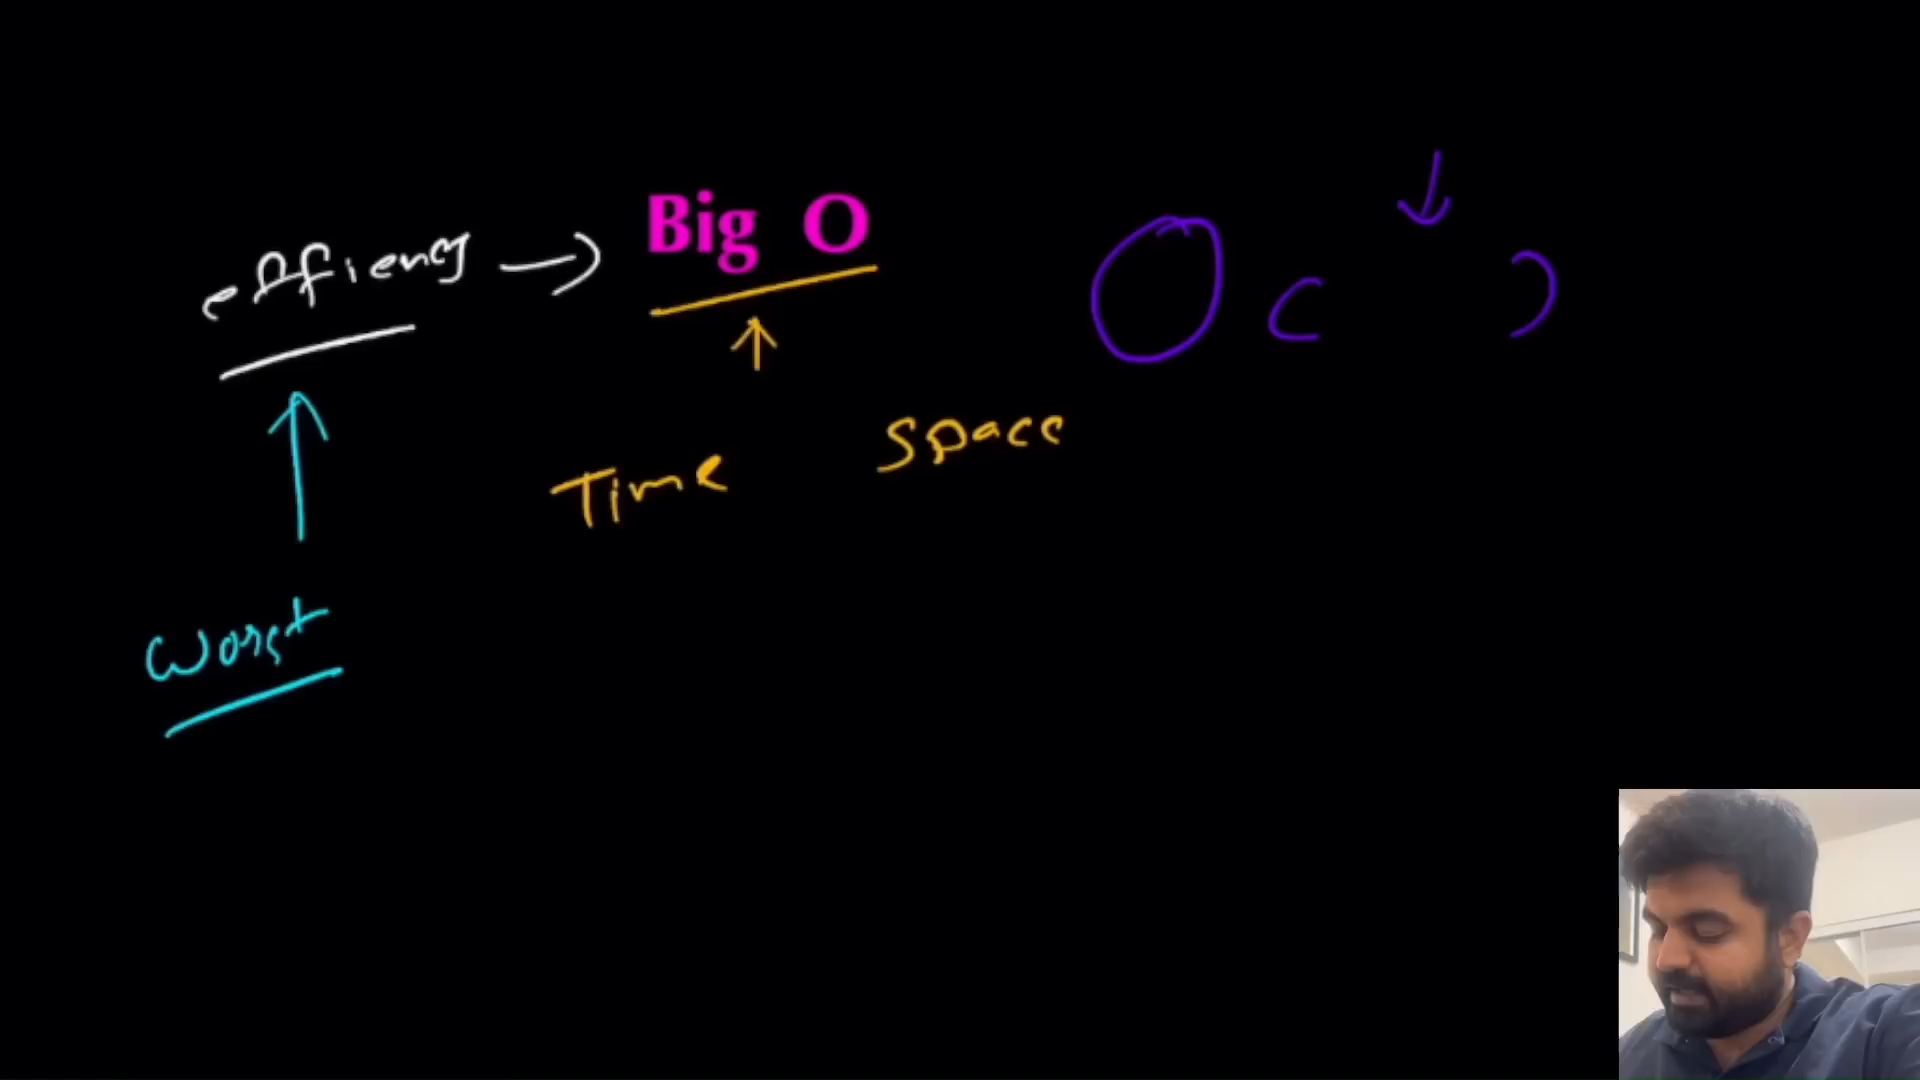 effiency → Big O O ( )
Time Space
Worst